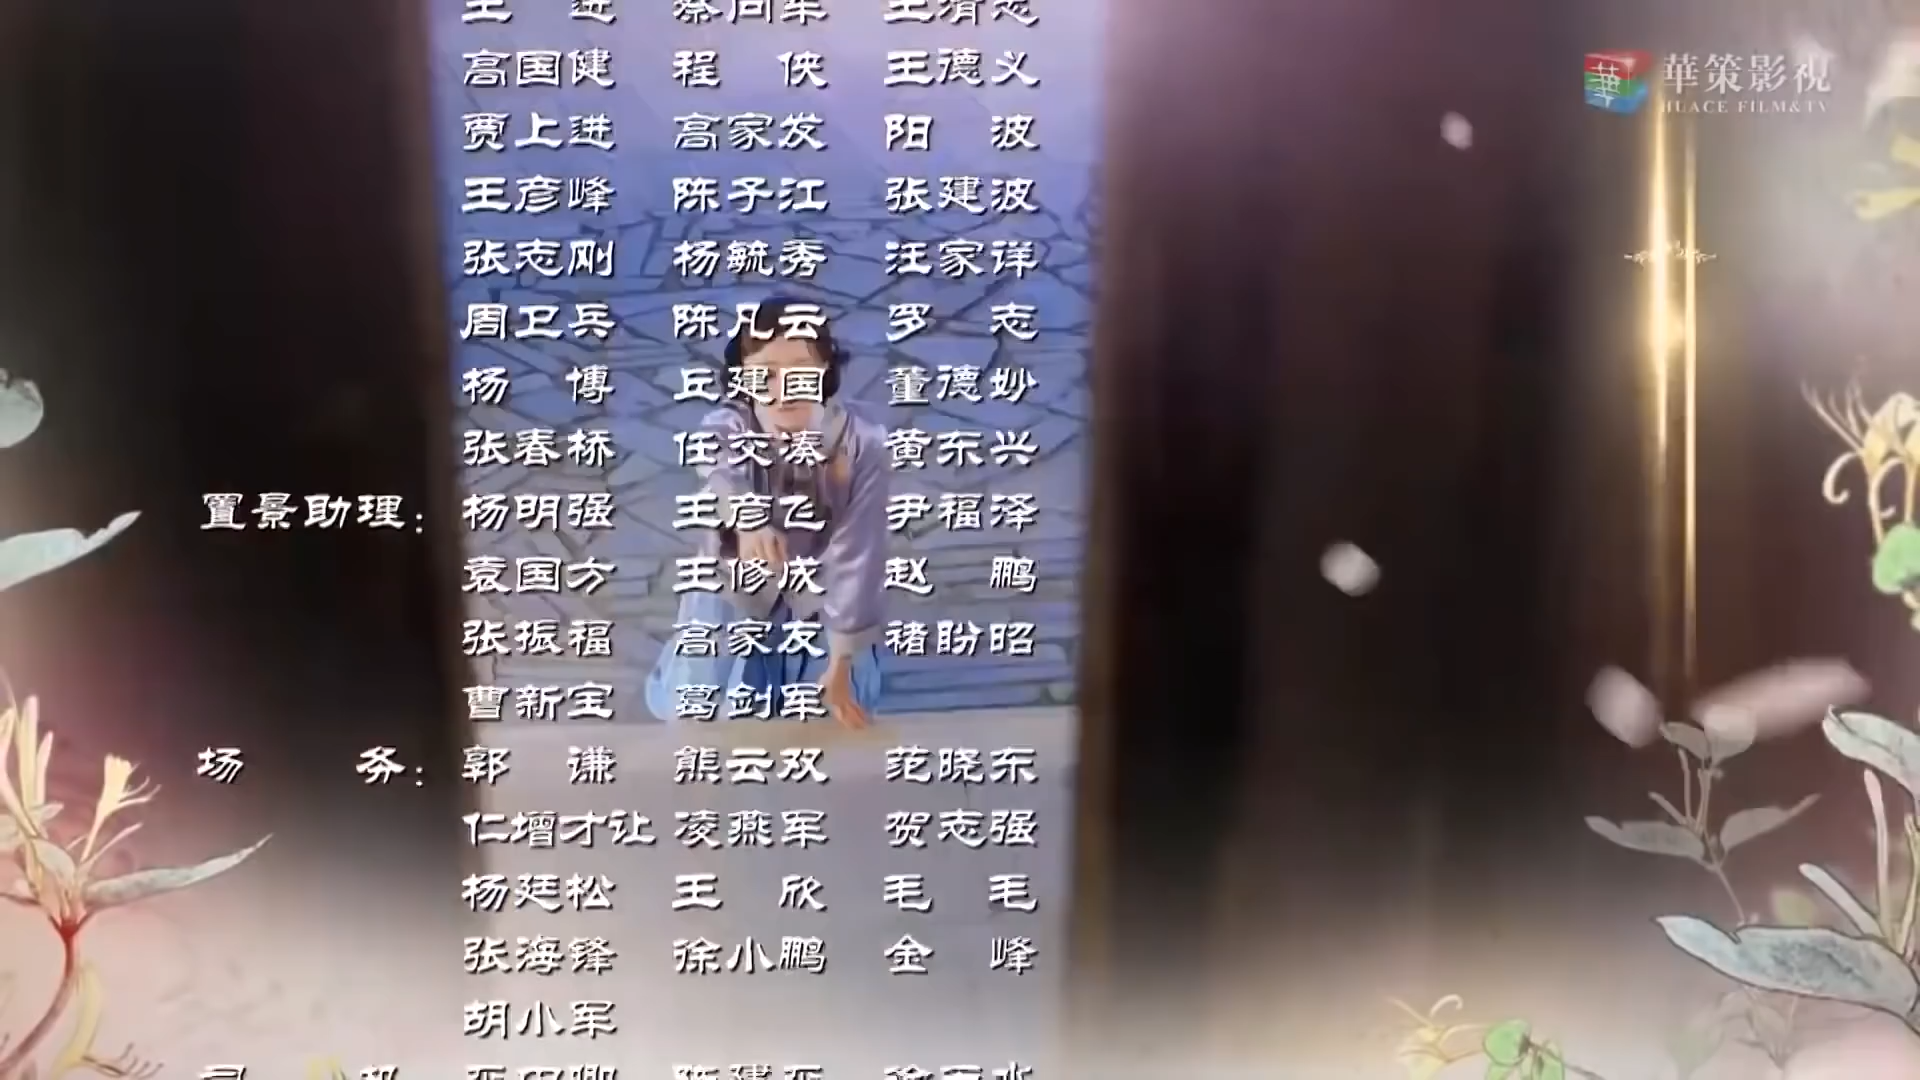 華策影視
HUACE FILM&TV
高国健 程侠 王德义
贾上进 高家发 阳波
王彦峰 陈子江 张建波
张志刚 杨毓秀 汪家详
周卫兵 陈凡云 罗志
杨博 丘建国 董德妙
张春桥 任交凑 黄东兴
置景助理: 杨明强 王彦飞 尹福泽
袁国方 王修成 赵鹏
张振福 高家友 褚盼昭
曹新宝 葛剑军
场务: 郭谦 熊云双 范晓东
仁增才让 凌燕军 贺志强
杨廷松 王欣 毛毛
张海锋 徐小鹏 金峰
胡小军